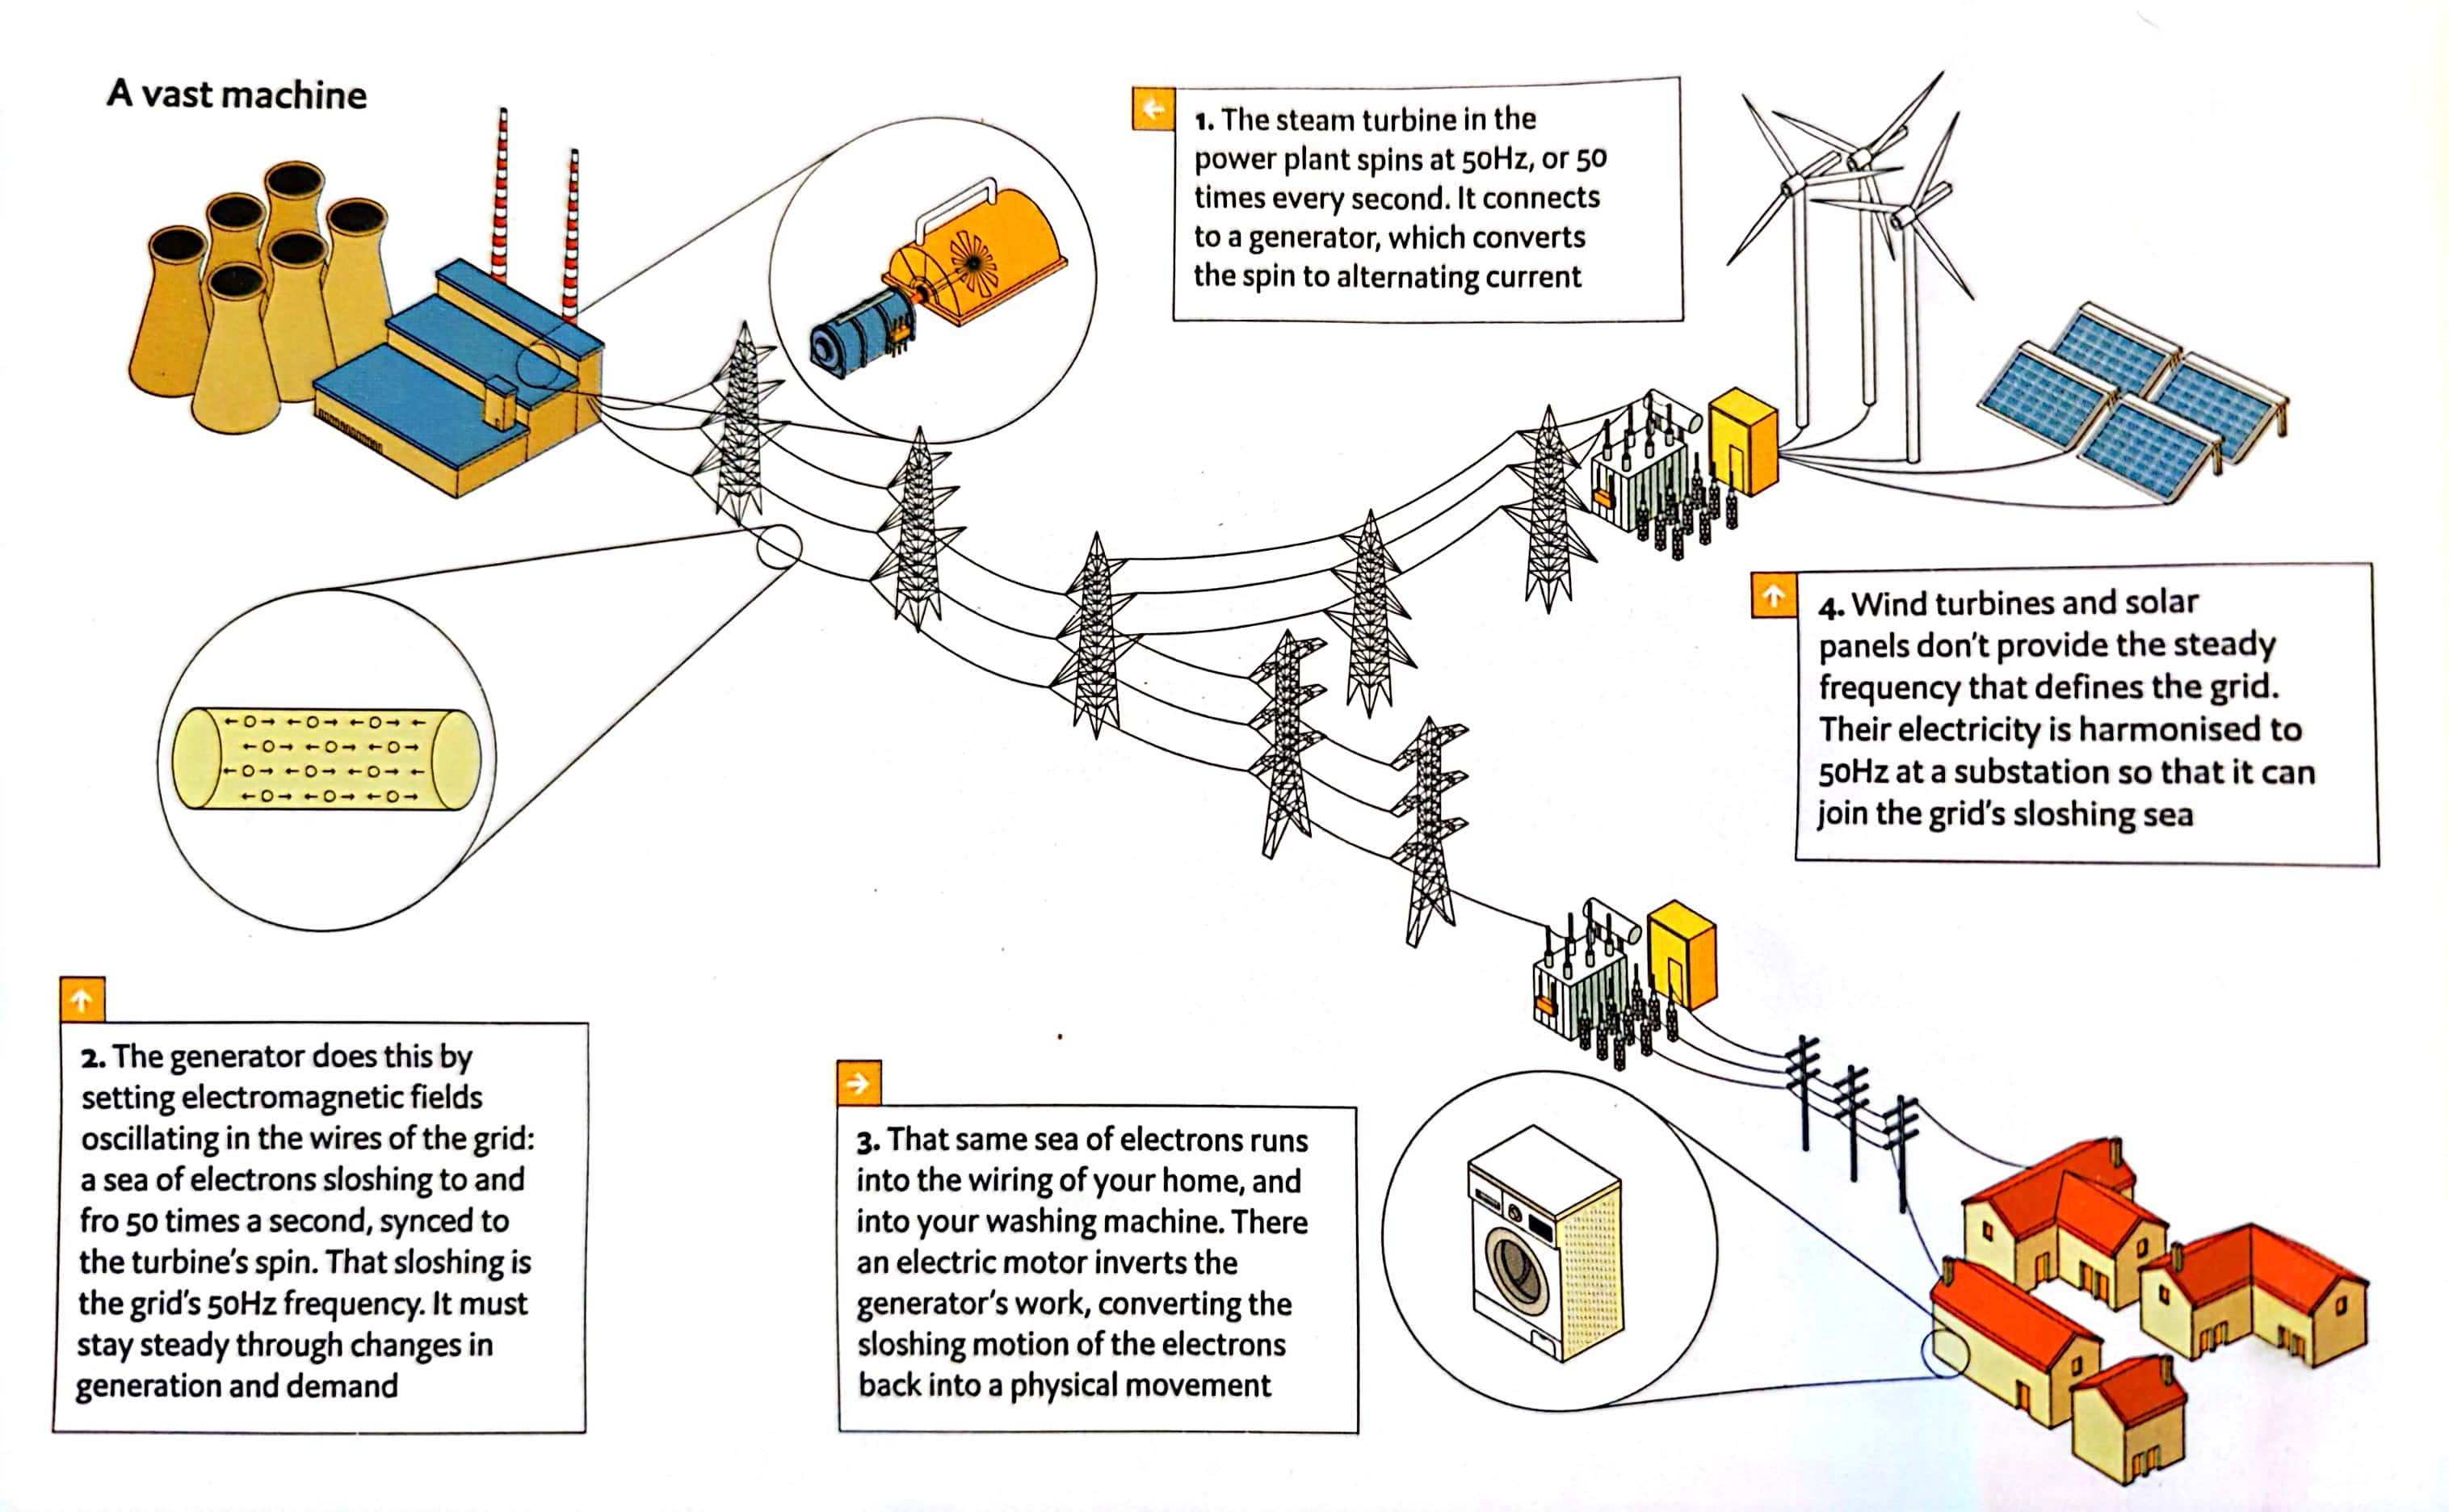 A vast machine
1. The steam turbine in the
power plant spins at 50Hz, or 50
times every second. It connects
to a generator, which converts
the spin to alternating current
2. The generator does this by
setting electromagnetic fields
oscillating in the wires of the grid:
a sea of electrons sloshing to and
fro 50 times a second, synced to
the turbine's spin. That sloshing is
the grid's 50Hz frequency. It must
stay steady through changes in
generation and demand
3. That same sea of electrons runs
into the wiring of your home, and
into your washing machine. There
an electric motor inverts the
generator's work, converting the
sloshing motion of the electrons
back into a physical movement
4. Wind turbines and solar
panels don't provide the steady
frequency that defines the grid.
Their electricity is harmonised to
50Hz at a substation so that it can
join the grid's sloshing sea